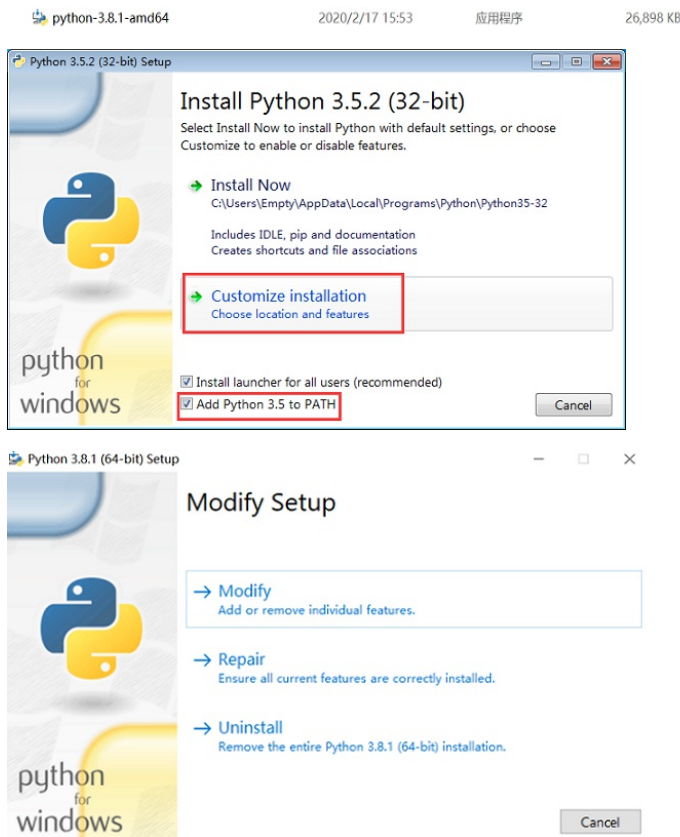 python-3.8.1-amd64 2020/2/17 15:53 应用程序 26,898 KB
Python 3.5.2 (32-bit) Setup
Install Python 3.5.2 (32-bit)
Select Install Now to install Python with default settings, or choose
Customize to enable or disable features.
Install Now
C:\Users\Empty\AppData\Local\Programs\Python\Python35-32
Includes IDLE, pip and documentation
Creates shortcuts and file associations
Customize installation
Choose location and features
python
for
windows
Install launcher for all users (recommended)
Add Python 3.5 to PATH
Cancel
Python 3.8.1 (64-bit) Setup
Modify Setup
Modify
Add or remove individual features.
Repair
Ensure all current features are correctly installed.
Uninstall
Remove the entire Python 3.8.1 (64-bit) installation.
python
for
windows
Cancel